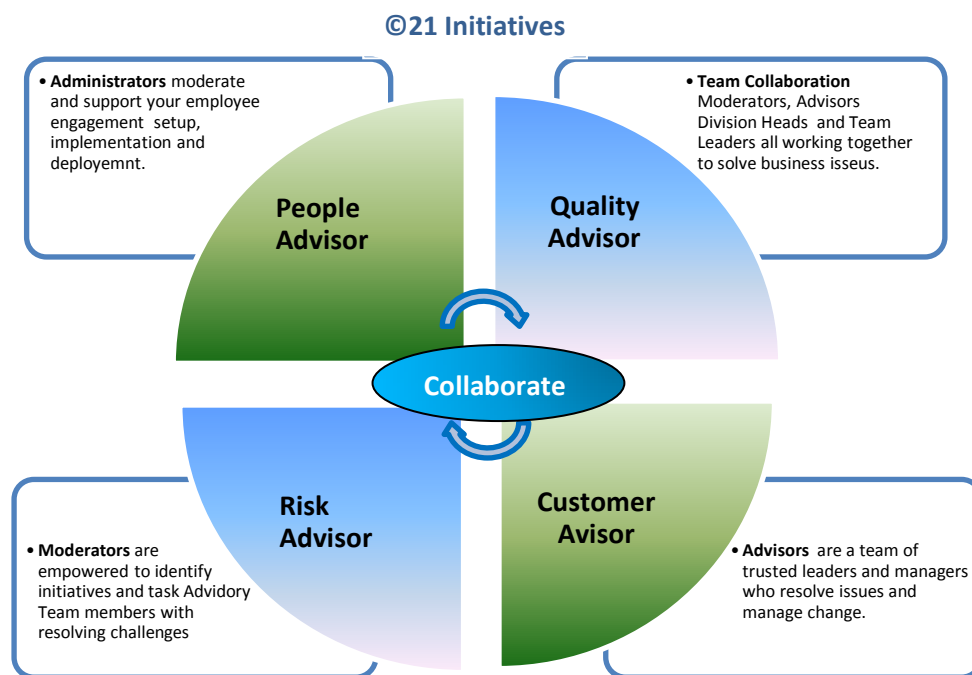 ©21 Initiatives
• Administrators moderate
and support your employee
engagement setup,
implementation and
deployemnt.
• Team Collaboration
Moderators, Advisors
Division Heads and Team
Leaders all working together
to solve business isseus.
People
Advisor
Quality
Advisor
Collaborate
Risk
Advisor
Customer
Avisor
• Moderators are
empowered to identify
initiatives and task Advidory
Team members with
resolving challenges
• Advisors are a team of
trusted leaders and managers
who resolve issues and
manage change.